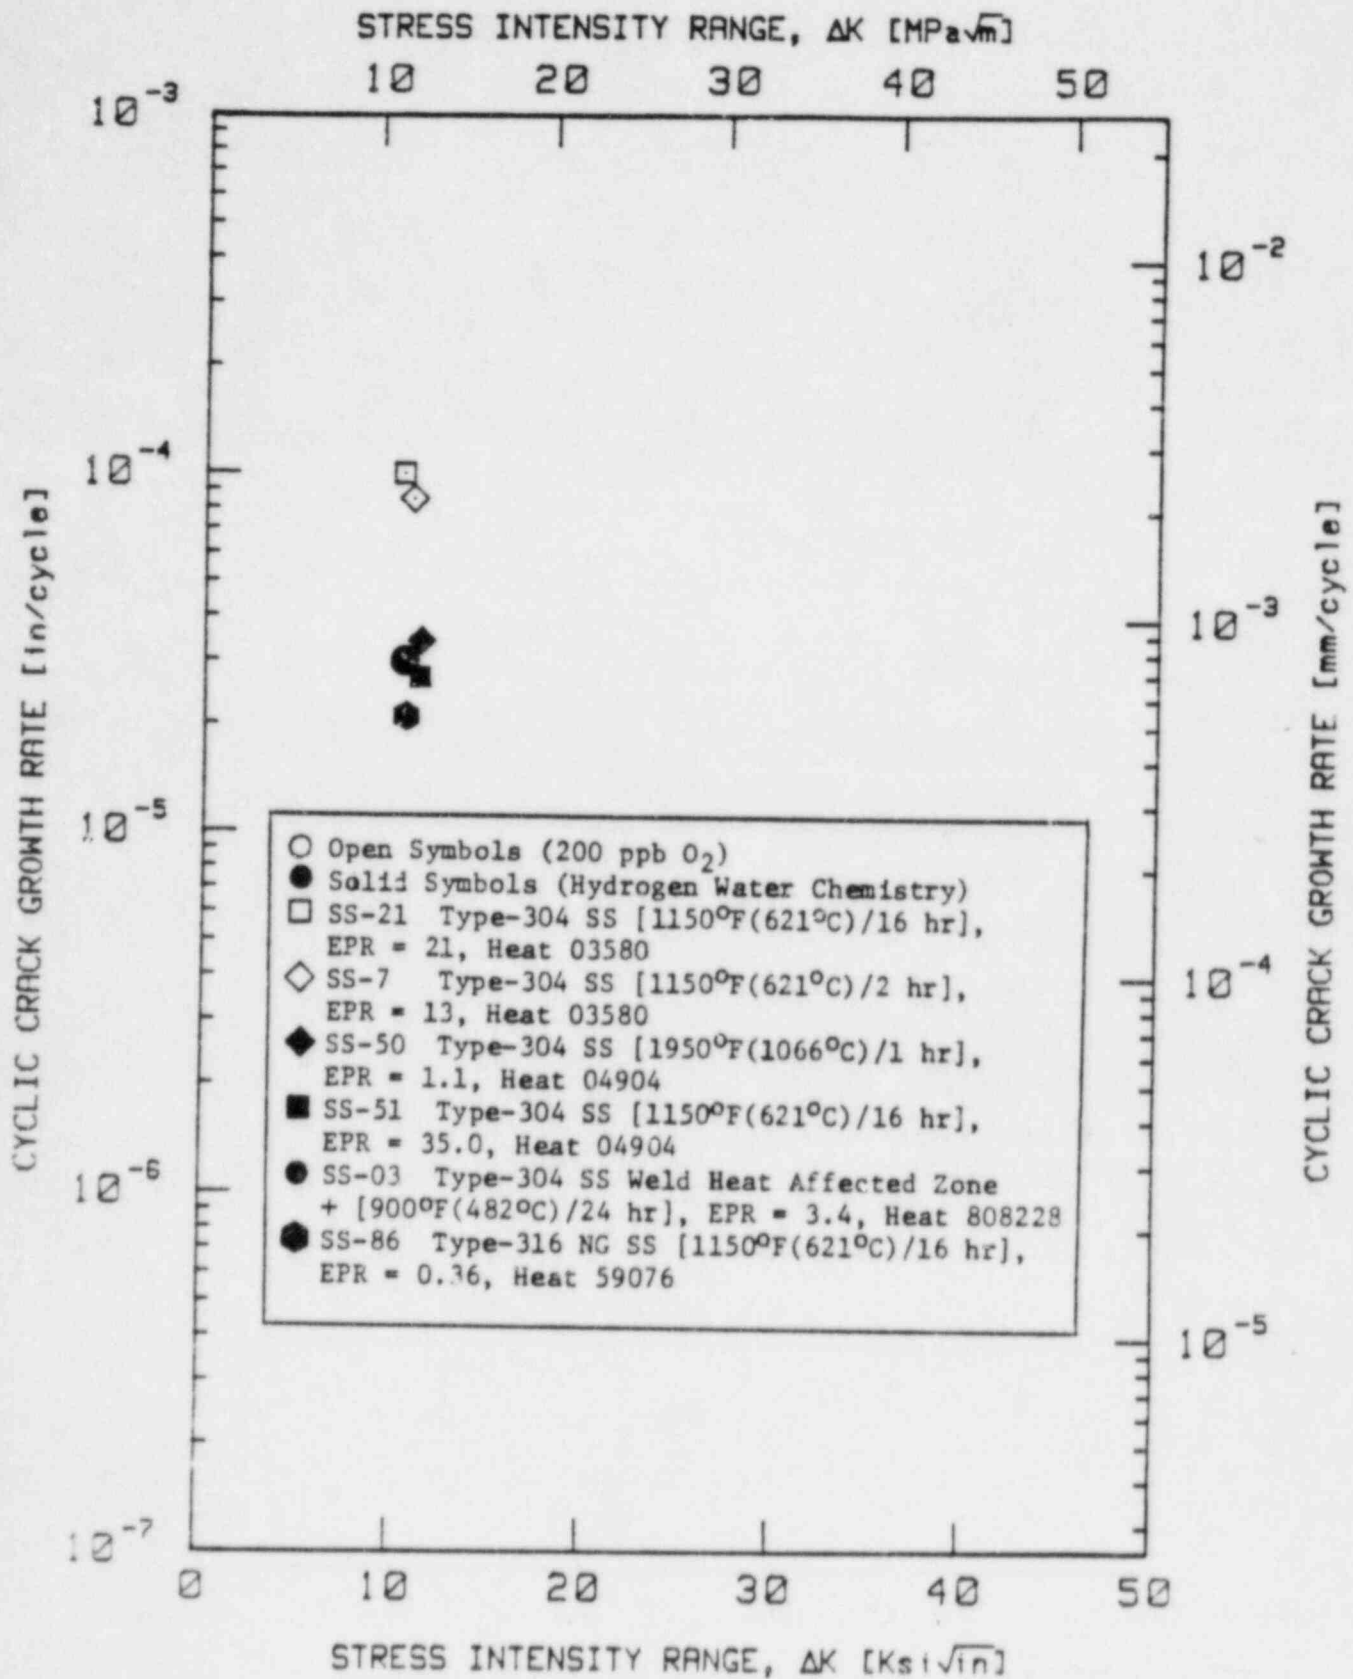 STRESS INTENSITY RANGE, ΔK [MPa√m]
10 20 30 40 50
10⁻³
10⁻²
10⁻⁴
10⁻³
10⁻⁵
10⁻⁴
10⁻⁶
10⁻⁵
10⁻⁷
CYCLIC CRACK GROWTH RATE [in/cycle]
CYCLIC CRACK GROWTH RATE [mm/cycle]
Open Symbols (200 ppb O₂)
Solid Symbols (Hydrogen Water Chemistry)
SS-21 Type-304 SS [1150°F(621°C)/16 hr],
EPR = 21, Heat 03580
SS-7 Type-304 SS [1150°F(621°C)/2 hr],
EPR = 13, Heat 03580
SS-50 Type-304 SS [1950°F(1066°C)/1 hr],
EPR = 1.1, Heat 04904
SS-51 Type-304 SS [1150°F(621°C)/16 hr],
EPR = 35.0, Heat 04904
SS-03 Type-304 SS Weld Heat Affected Zone
+ [900°F(482°C)/24 hr], EPR = 3.4, Heat 808228
SS-86 Type-316 NG SS [1150°F(621°C)/16 hr],
EPR = 0.36, Heat 59076
0 10 20 30 40 50
STRESS INTENSITY RANGE, ΔK [Ksi√in]